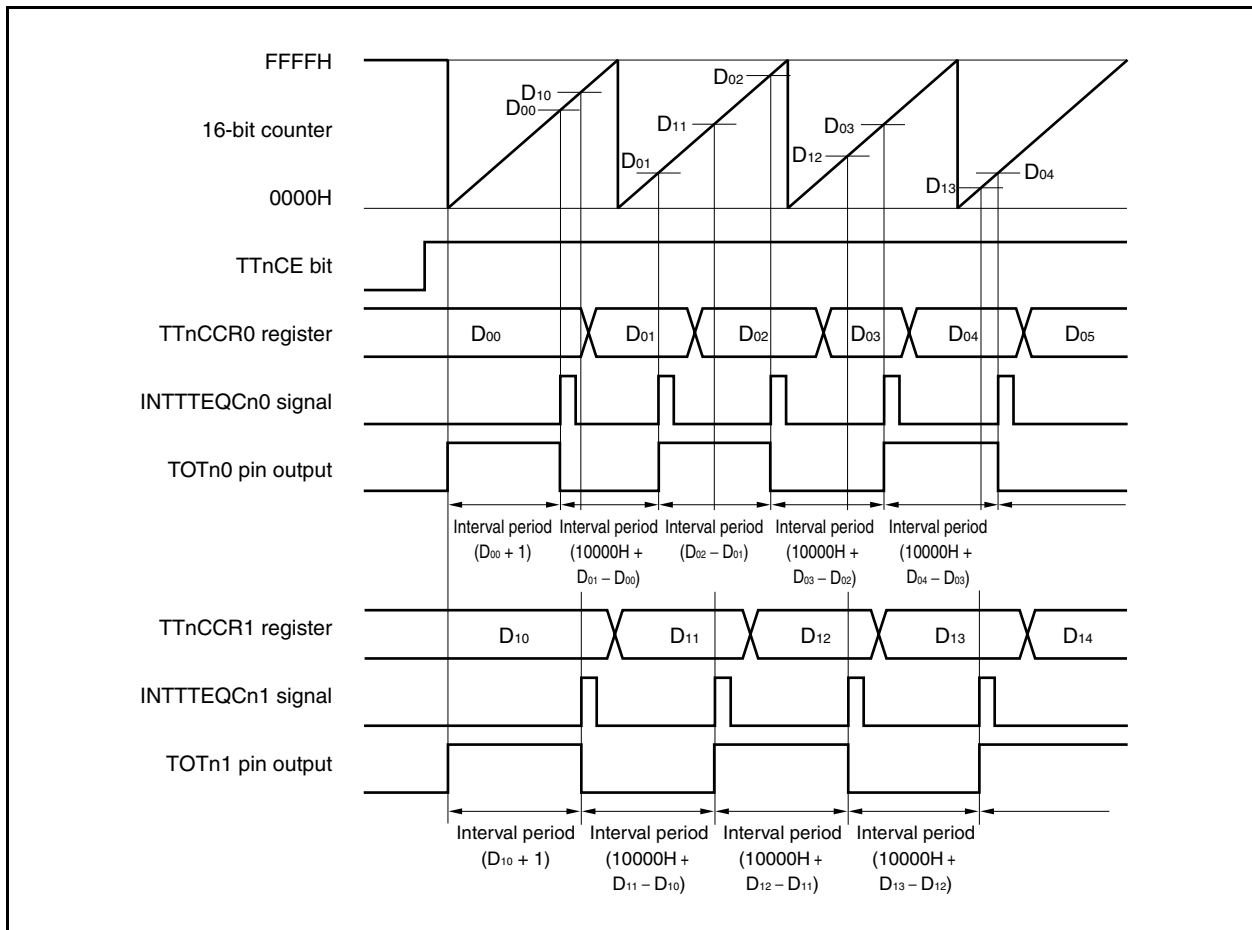 FFFFH
16-bit counter
0000H
D10
D00
D01
D11
D02
D12
D03
D13
D04
TTnCE bit
TTnCCR0 register
D00
D01
D02
D03
D04
D05
INTTTEQCn0 signal
TOTn0 pin output
Interval period
(D00 + 1)
Interval period
(10000H +
D01 – D00)
Interval period
(D02 – D01)
Interval period
(10000H +
D03 – D02)
Interval period
(10000H +
D04 – D03)
TTnCCR1 register
D10
D11
D12
D13
D14
INTTTEQCn1 signal
TOTn1 pin output
Interval period
(D10 + 1)
Interval period
(10000H +
D11 – D10)
Interval period
(10000H +
D12 – D11)
Interval period
(10000H +
D13 – D12)